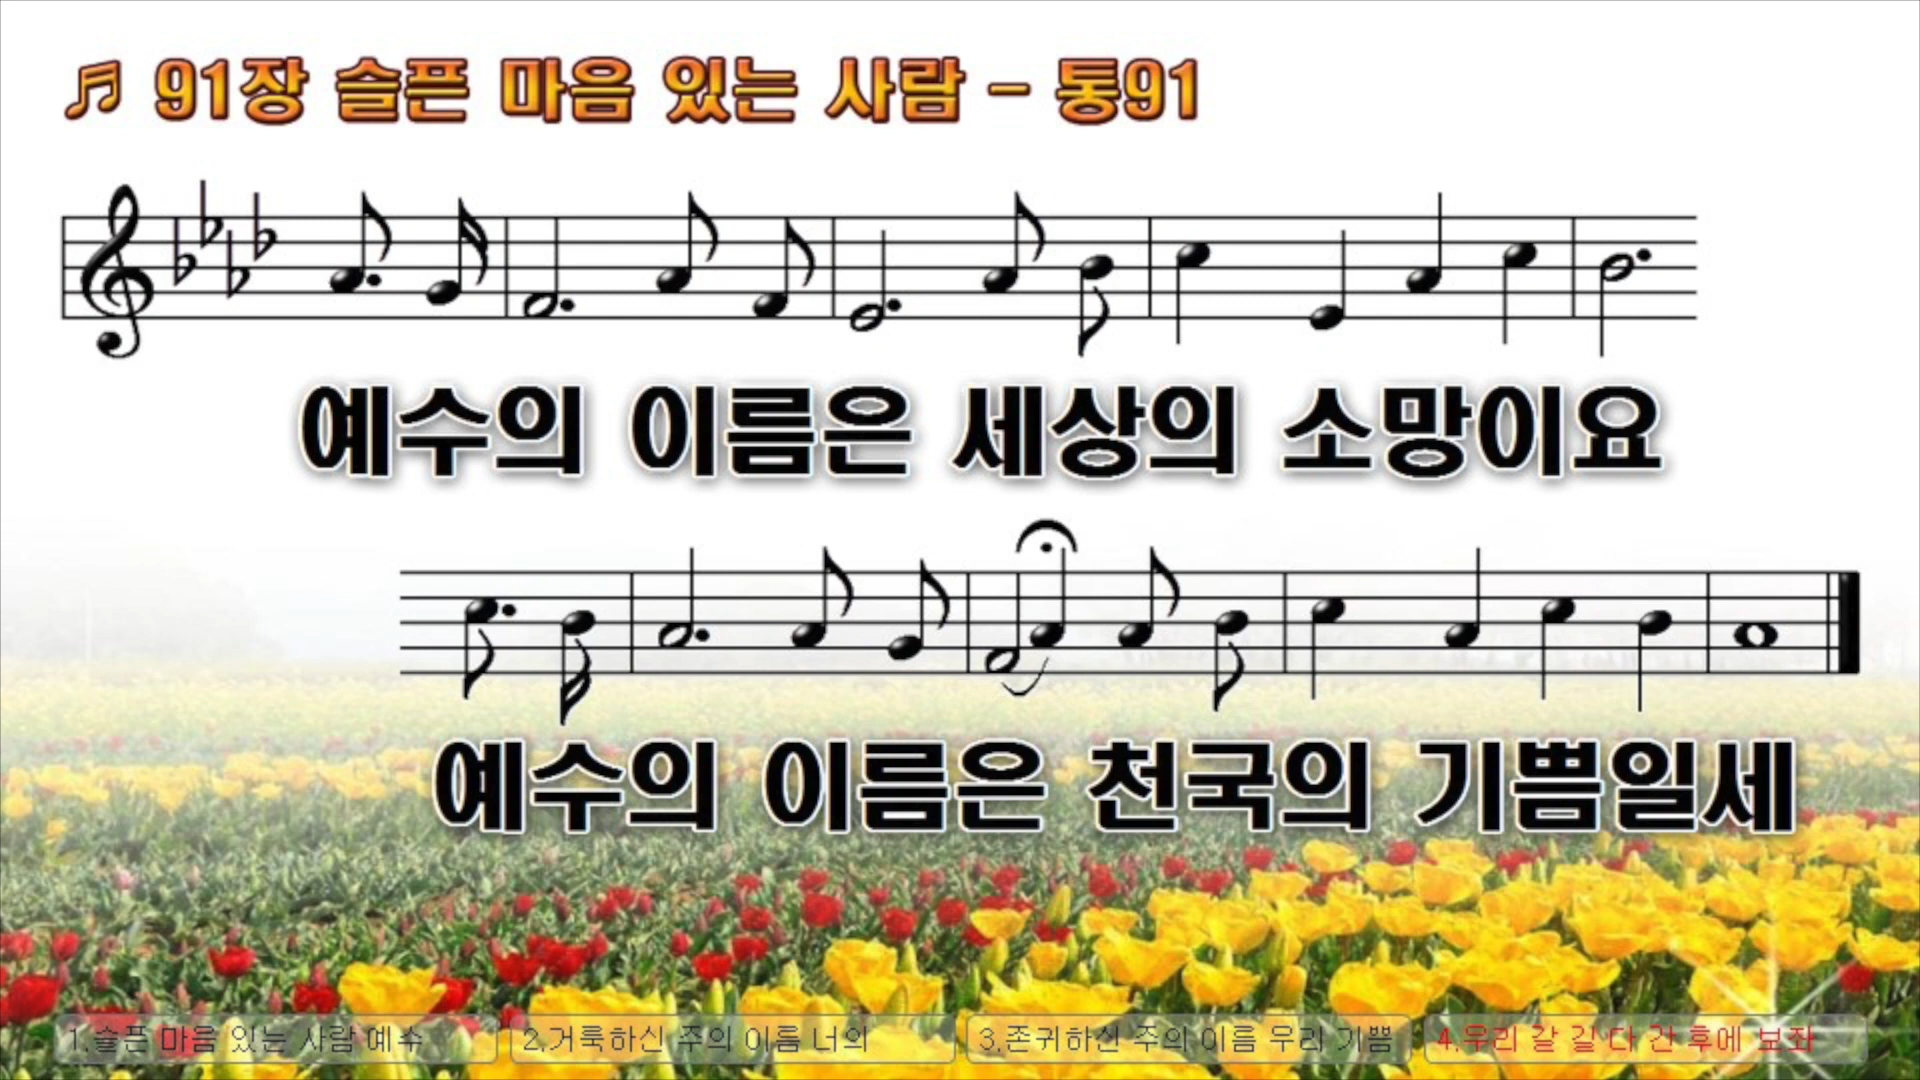 91장 슬픈 마음 있는 사람 - 통91
예수의 이름은 세상의 소망이요
예수의 이름은 천국의 기쁨일세
1.슬픈 마음 있는 사람 예수
2.거룩하신 주의 이름 너의
3.존귀하신 주의 이름 우리 기쁨
4.우리 갈 길 다 간 후에 보좌